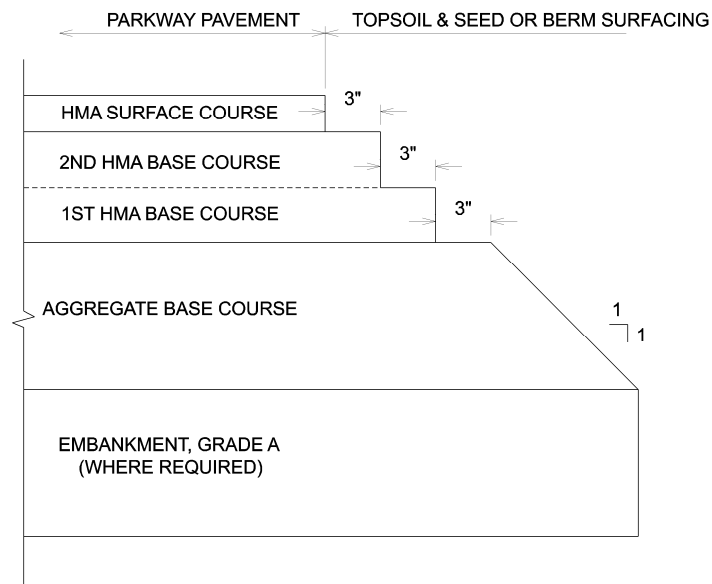 PARKWAY PAVEMENT
TOPSOIL & SEED OR BERM SURFACING
HMA SURFACE COURSE
3"
2ND HMA BASE COURSE
3"
1ST HMA BASE COURSE
3"
AGGREGATE BASE COURSE
1
1
EMBANKMENT, GRADE A
(WHERE REQUIRED)